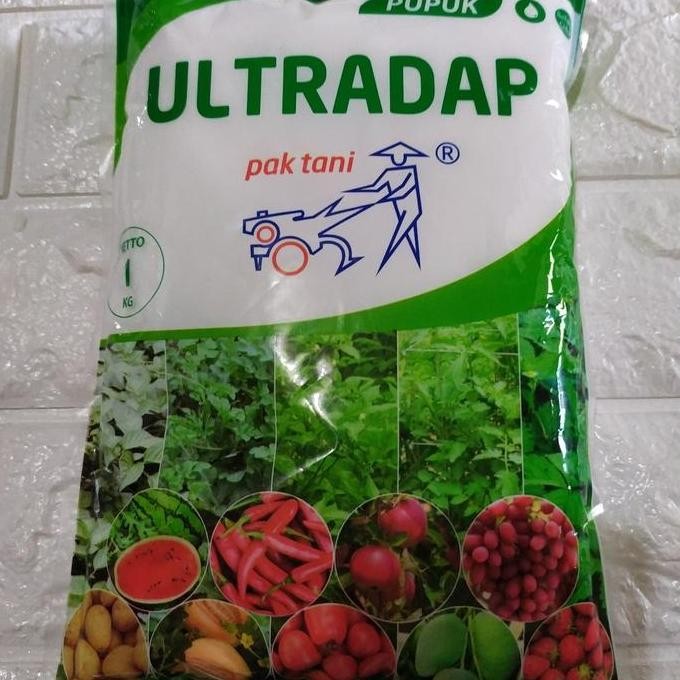 PUPUK
ULTRADAP
pak tani ®
NETTO
1
KG